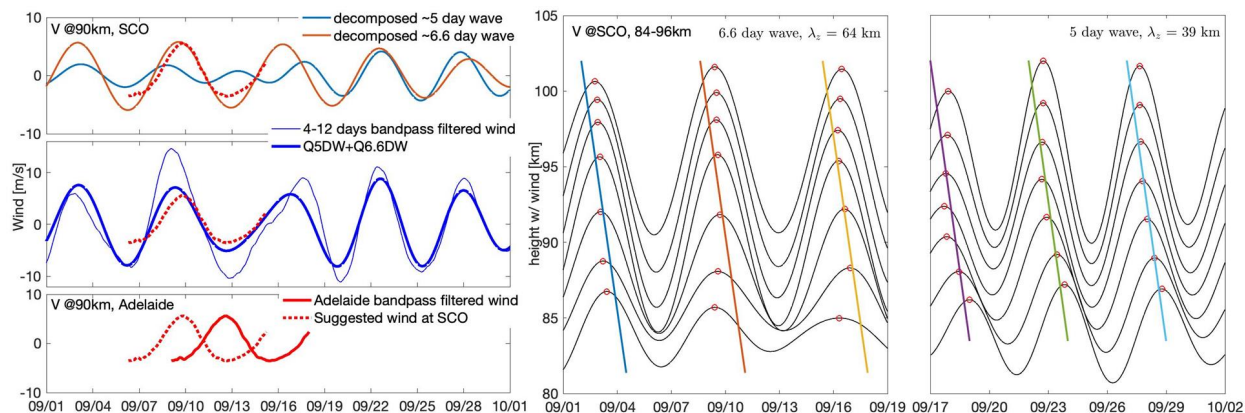 V @90km, SCO
decomposed ~5 day wave
decomposed ~6.6 day wave
10
0
-10
4-12 days bandpass filtered wind
Q5DW+Q6.6DW
Wind [m/s]
10
0
-10
V @90km, Adelaide
Adelaide bandpass filtered wind
Suggested wind at SCO
10
0
-10
09/01 09/04 09/07 09/10 09/13 09/16 09/19 09/22 09/25 09/28 10/01
V @SCO, 84-96km
6.6 day wave, λz = 64 km
height w/ wind [km]
105
100
95
90
85
80
09/01 09/04 09/07 09/10 09/13 09/16 09/19
5 day wave, λz = 39 km
09/17 09/20 09/23 09/26 09/29 10/02